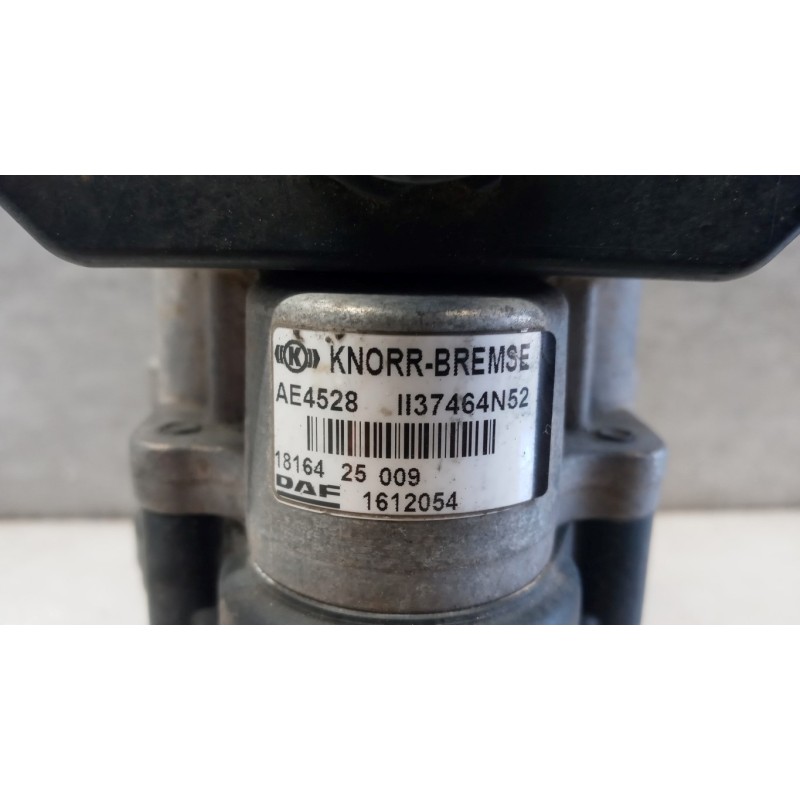 K KNORR-BREMSE
AE4528 II37464N52
18164 25 009
DAF 1612054